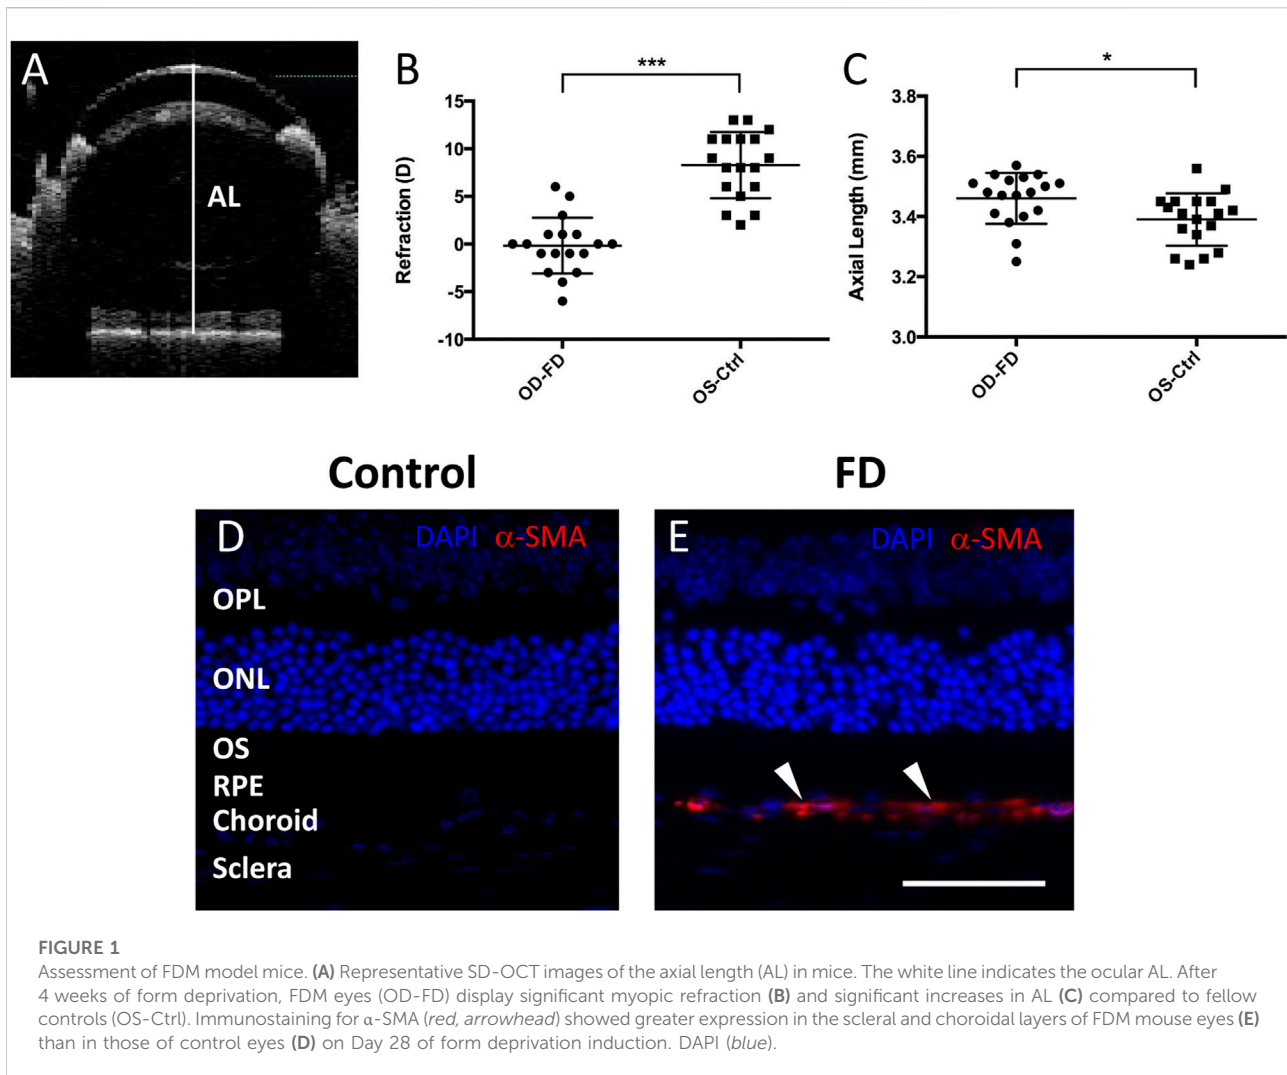 A
AL
B
***
Refraction (D)
15
10
5
0
-5
-10
OD-FD
OS-Ctrl
C
*
Axial Length (mm)
3.8
3.6
3.4
3.2
3.0
OD-FD
OS-Ctrl
Control
FD
D
DAPI α-SMA
OPL
ONL
OS
RPE
Choroid
Sclera
E
DAPI α-SMA
FIGURE 1
Assessment of FDM model mice. (A) Representative SD-OCT images of the axial length (AL) in mice. The white line indicates the ocular AL. After
4 weeks of form deprivation, FDM eyes (OD-FD) display significant myopic refraction (B) and significant increases in AL (C) compared to fellow
controls (OS-Ctrl). Immunostaining for α-SMA (red, arrowhead) showed greater expression in the scleral and choroidal layers of FDM mouse eyes (E)
than in those of control eyes (D) on Day 28 of form deprivation induction. DAPI (blue).